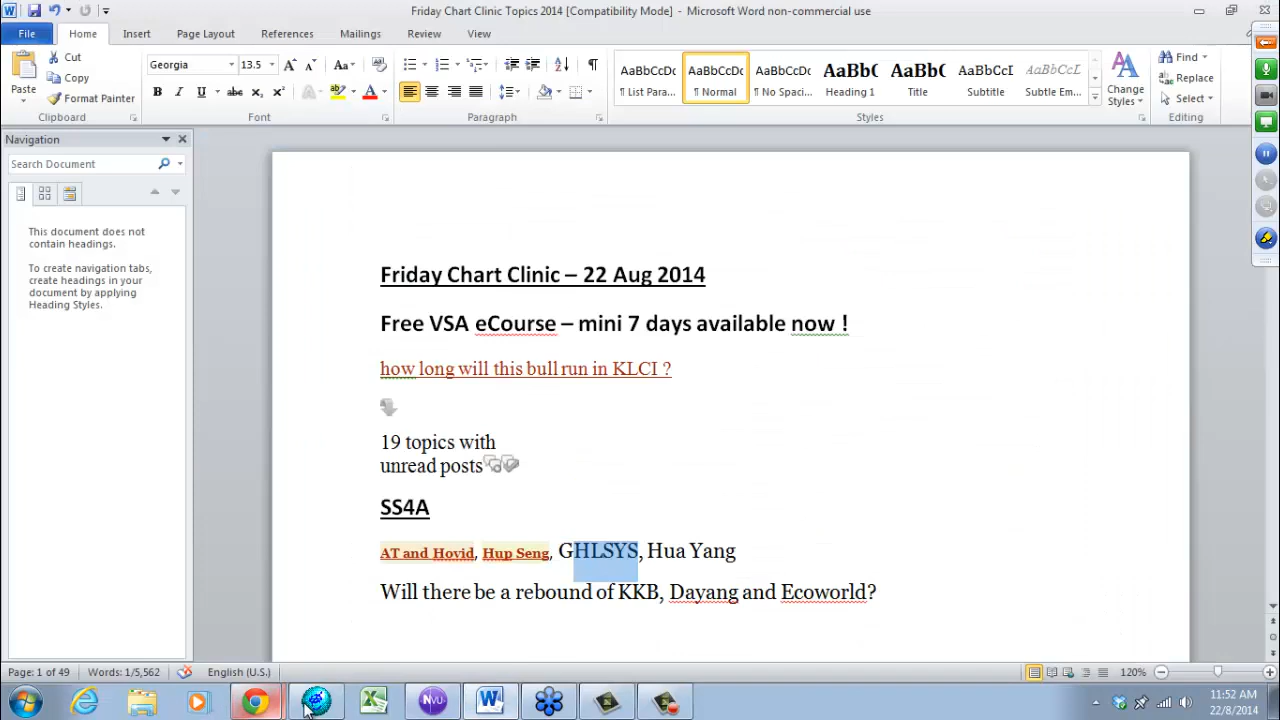 Friday Chart Clinic Topics 2014 [Compatibility Mode] - Microsoft Word non-commercial use
File Home Insert Page Layout References Mailings Review View
Paste
Cut
Copy
Format Painter
Clipboard
Georgia 13.5
Font
Paragraph
AaBbCcDc AaBbCcDc AaBbCcDc AaBb( AaBb( AaBbCcL AaBbCcL
¶ List Para... ¶ Normal ¶ No Spaci... Heading 1 Title Subtitle Subtle Em...
Styles
Change
Styles
Find
Replace
Select
Editing
Navigation
Search Document
This document does not
contain headings.
To create navigation tabs,
create headings in your
document by applying
Heading Styles.
Friday Chart Clinic – 22 Aug 2014
Free VSA eCourse – mini 7 days available now !
how long will this bull run in KLCI ?
19 topics with
unread posts
SS4A
AT and Hovid, Hup Seng, GHLSYS, Hua Yang
Will there be a rebound of KKB, Dayang and Ecoworld?
Page: 1 of 49 Words: 1/5,562 English (U.S.) 120%
11:52 AM
22/8/2014